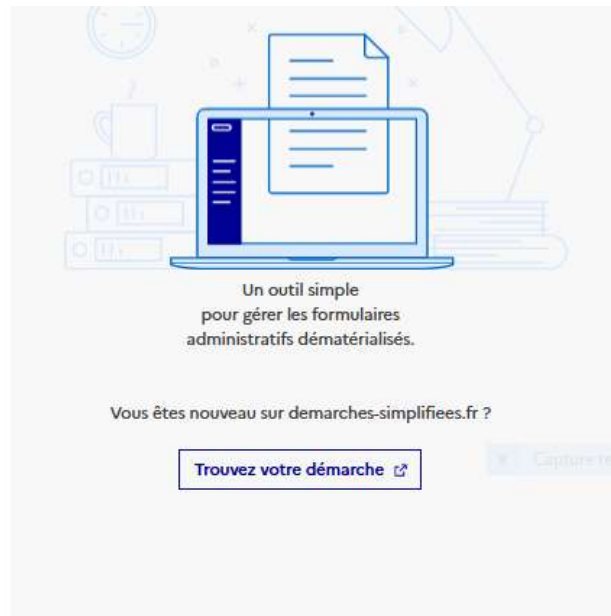 Un outil simple
pour gérer les formulaires
administratifs dématérialisés.
Vous êtes nouveau sur demarches-simplifiees.fr ?
Capture
Trouvez votre démarche